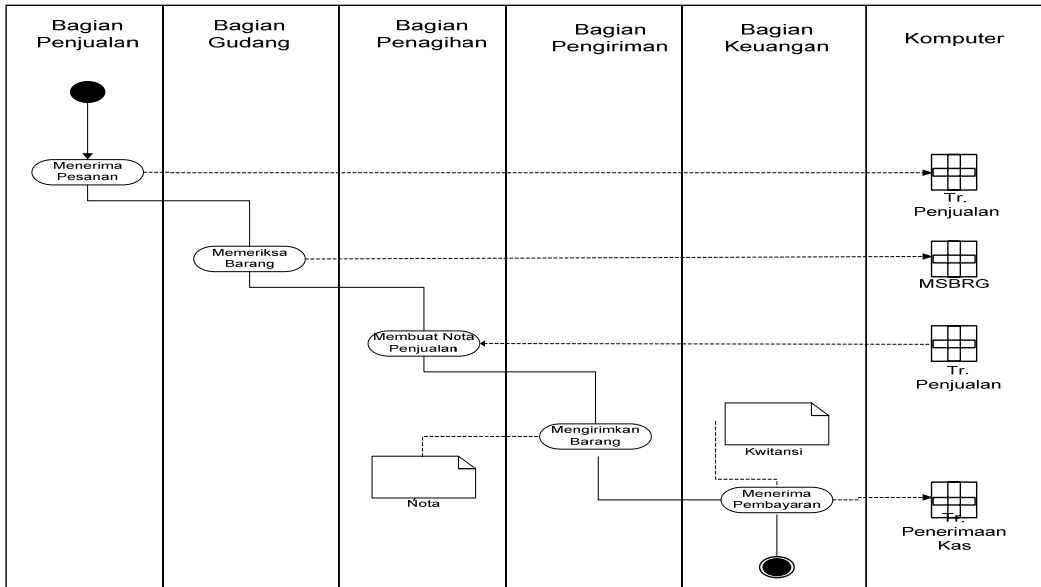 Bagian
Penjualan
Bagian
Gudang
Bagian
Penagihan
Bagian
Pengiriman
Bagian
Keuangan
Komputer
Menerima
Pesanan
Tr.
Penjualan
Memeriksa
Barang
MSBRG
Membuat Nota
Penjualan
Tr.
Penjualan
Mengirimkan
Barang
Kwitansi
Nota
Menerima
Pembayaran
Tr.
Penerimaan
Kas